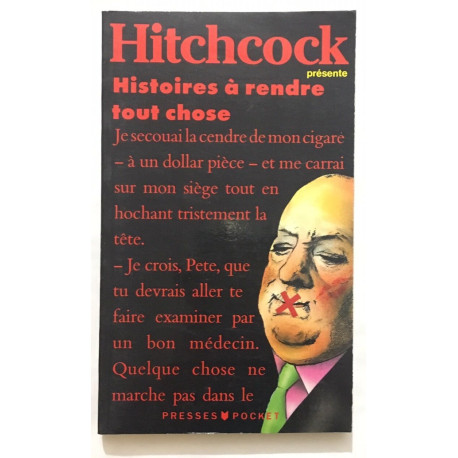 Hitchcock
présente
Histoires à rendre
tout chose
Je secouai la cendre de mon cigare
– à un dollar pièce – et me carrai
sur mon siège tout en
hochant tristement la
tête.
– Je crois, Pete, que
tu devrais aller te
faire examiner par
un bon médecin.
Quelque chose ne
marche pas dans le
PRESSES POCKET